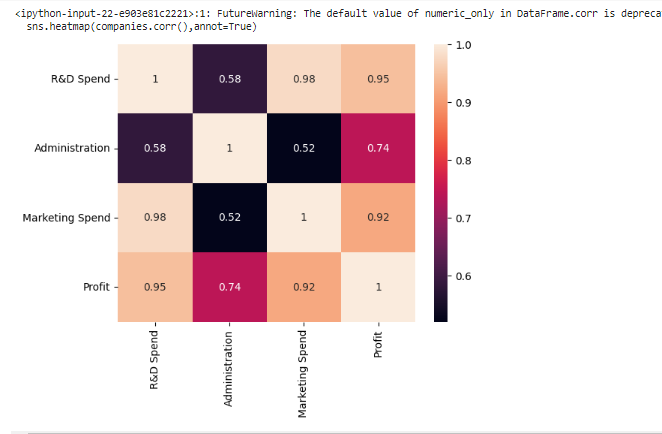 <ipython-input-22-e903e81c2221>:1: FutureWarning: The default value of numeric_only in DataFrame.corr is depreca
sns.heatmap(companies.corr(),annot=True)
R&D Spend 1 0.58 0.98 0.95
Administration 0.58 1 0.52 0.74
Marketing Spend 0.98 0.52 1 0.92
Profit 0.95 0.74 0.92 1
R&D Spend
Administration
Marketing Spend
Profit
1.0
0.9
0.8
0.7
0.6